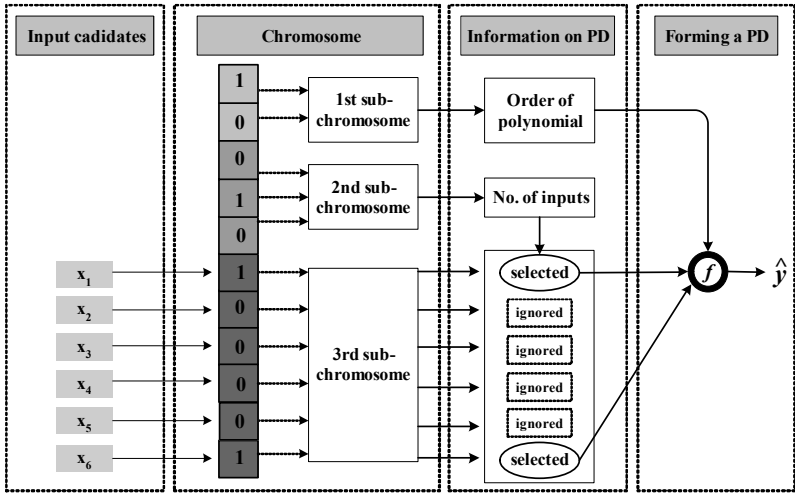 Input cadidates
Chromosome
Information on PD
Forming a PD
1
0
0
1
0
1
0
0
0
0
1
1st sub-
chromosome
2nd sub-
chromosome
3rd sub-
chromosome
Order of
polynomial
No. of inputs
x1
x2
x3
x4
x5
x6
selected
ignored
ignored
ignored
ignored
selected
f
ŷ